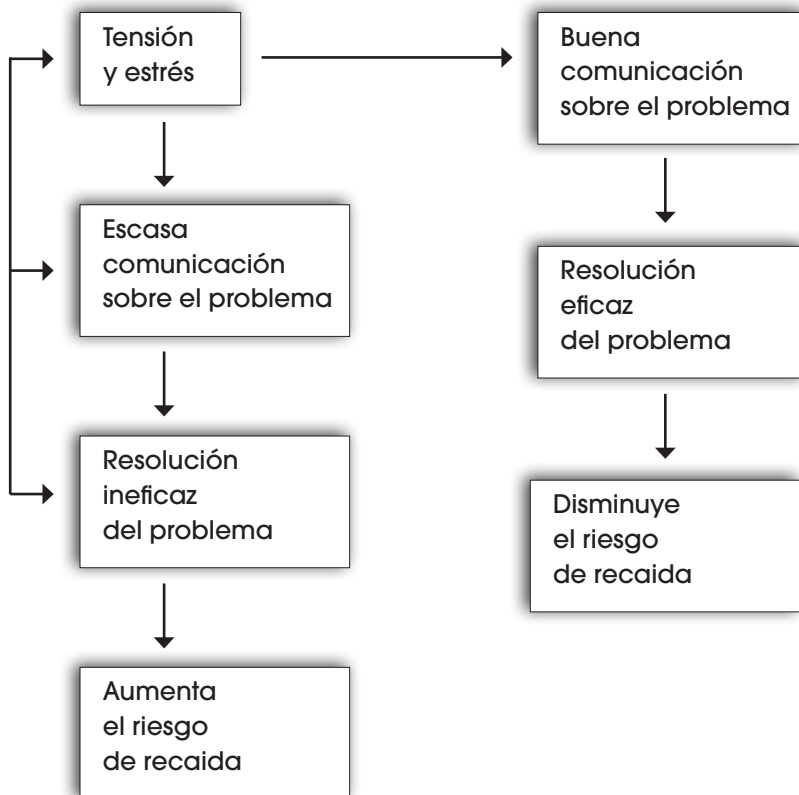 Tensión
y estrés
Escasa
comunicación
sobre el problema
Resolución
ineficaz
del problema
Aumenta
el riesgo
de recaida
Buena
comunicación
sobre el problema
Resolución
eficaz
del problema
Disminuye
el riesgo
de recaida